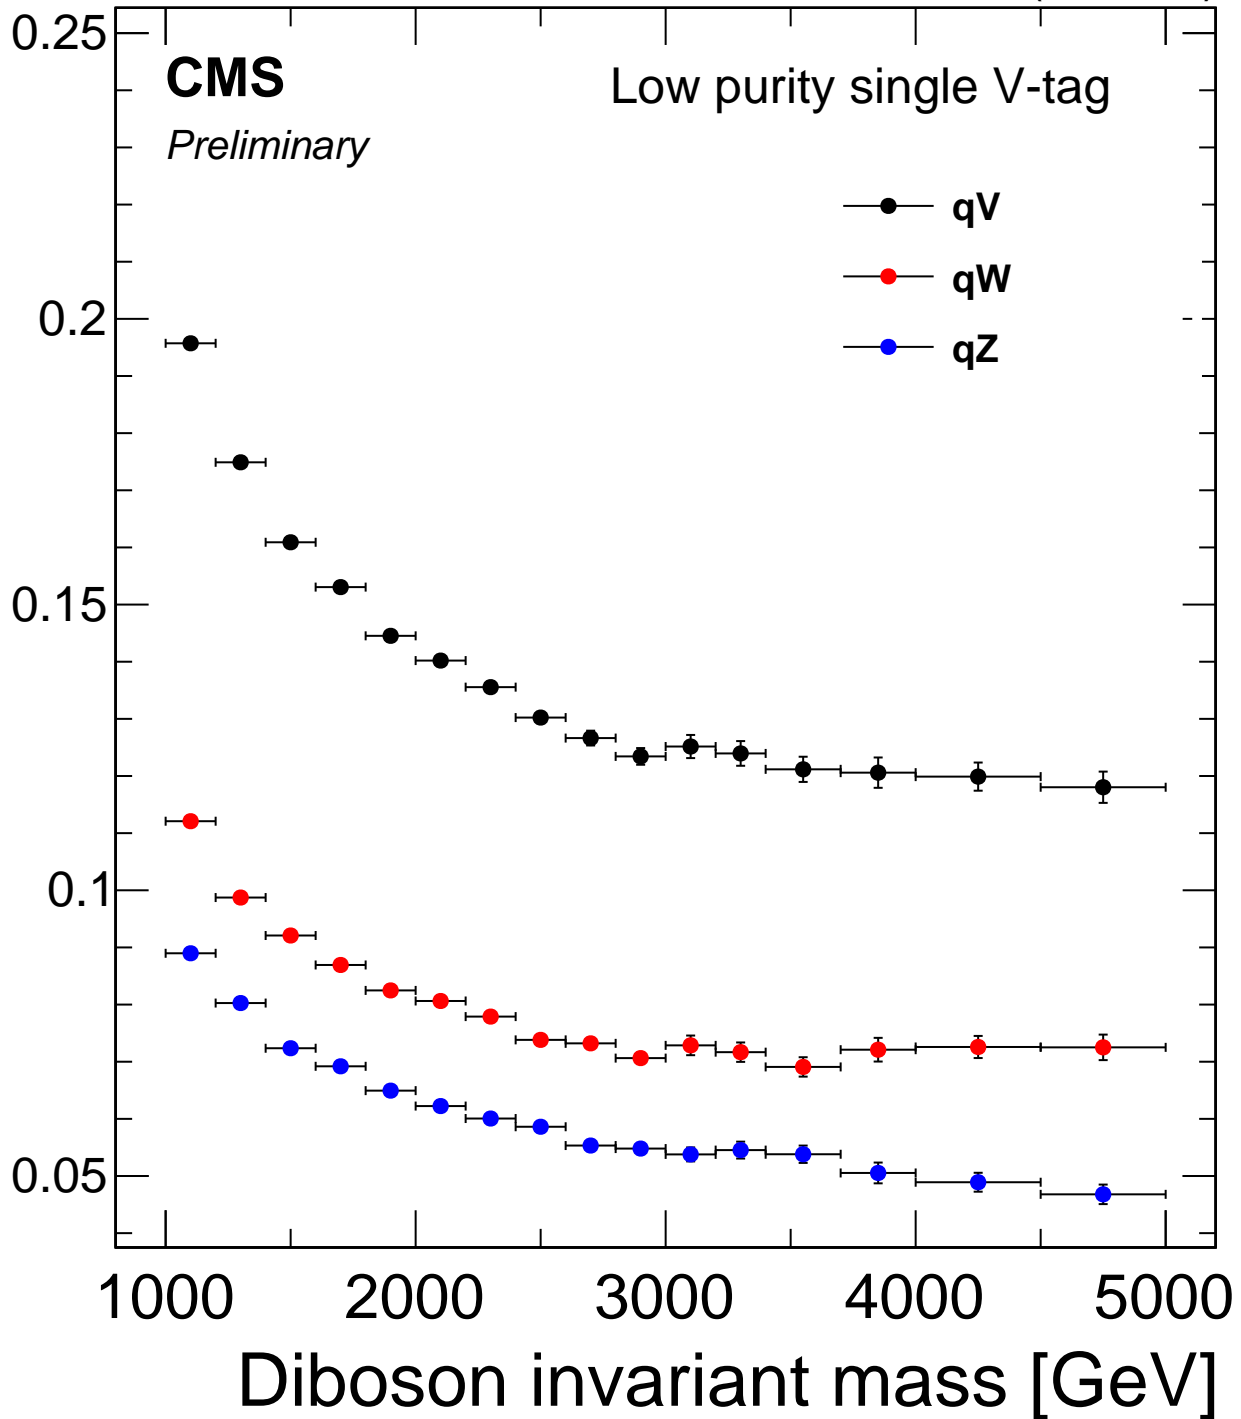 CMS
Preliminary
Low purity single V-tag
qV
qW
qZ
0.25
0.2
0.15
0.1
0.05
1000 2000 3000 4000 5000
Diboson invariant mass [GeV]